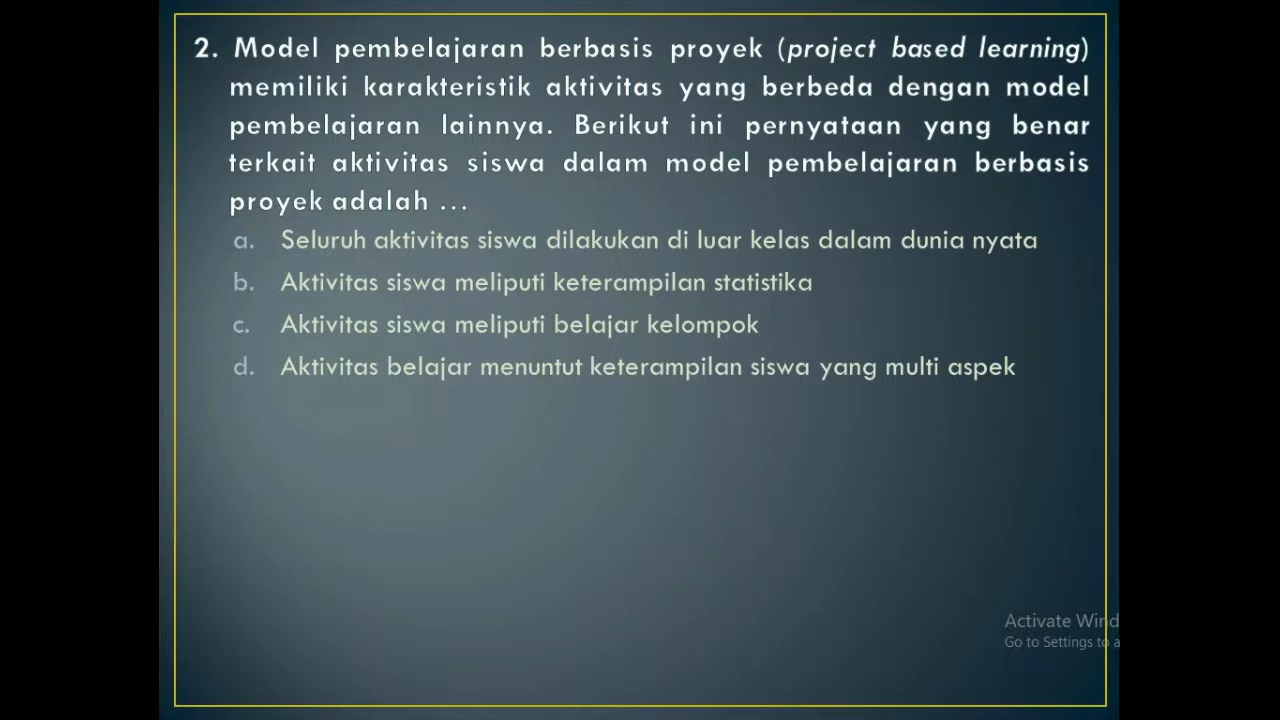 2. Model pembelajaran berbasis proyek (project based learning)
memiliki karakteristik aktivitas yang berbeda dengan model
pembelajaran lainnya. Berikut ini pernyataan yang benar
terkait aktivitas siswa dalam model pembelajaran berbasis
proyek adalah ...
a. Seluruh aktivitas siswa dilakukan di luar kelas dalam dunia nyata
b. Aktivitas siswa meliputi keterampilan statistika
c. Aktivitas siswa meliputi belajar kelompok
d. Aktivitas belajar menuntut keterampilan siswa yang multi aspek
Activate Wind
Go to Settings to a